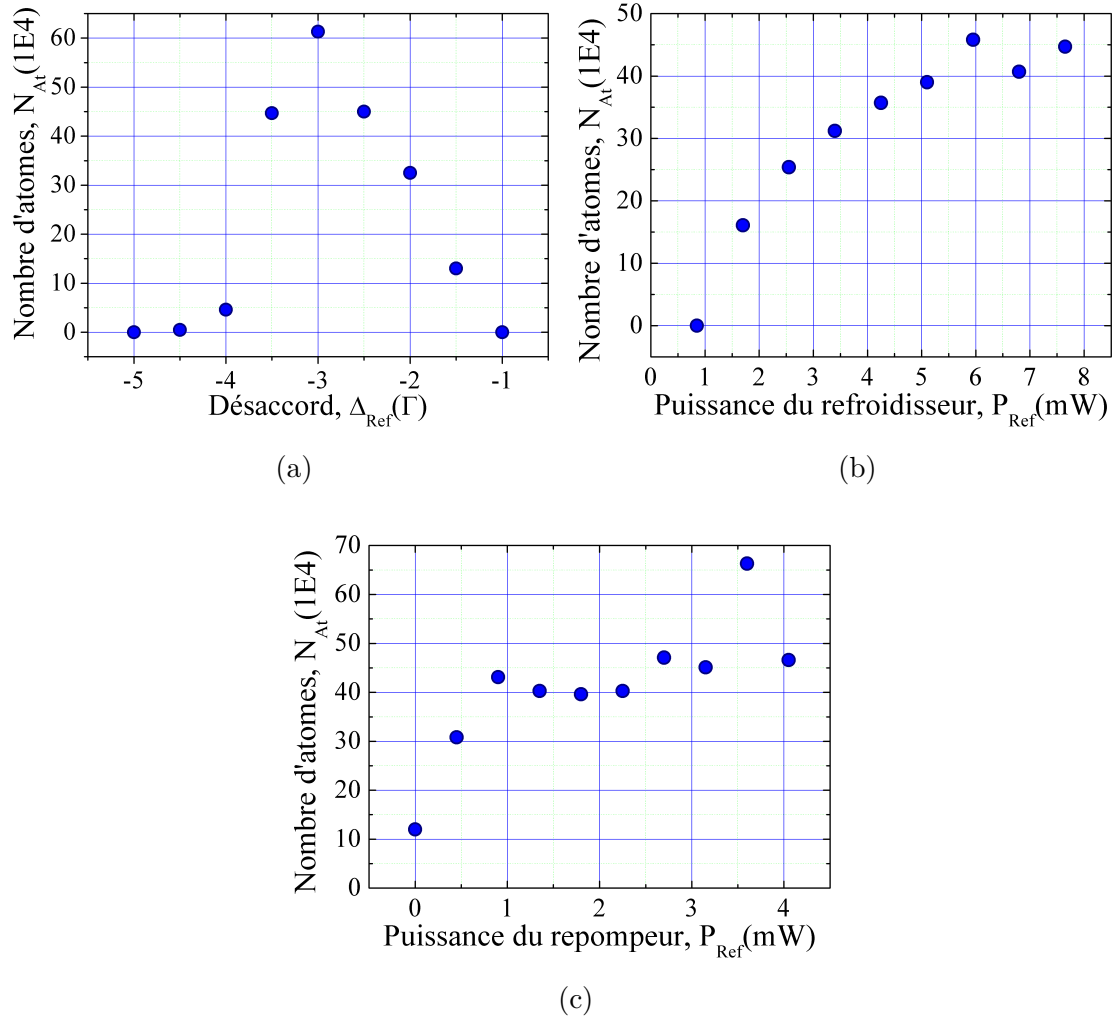 Nombre d'atomes, N_At(1E4)
60
50
40
30
20
10
0
-5 -4 -3 -2 -1
Désaccord, Δ_Ref(Γ)
(a)
Nombre d'atomes, N_At(1E4)
50
40
30
20
10
0
0 1 2 3 4 5 6 7 8
Puissance du refroidisseur, P_Ref(mW)
(b)
Nombre d'atomes, N_At(1E4)
70
60
50
40
30
20
10
0
0 1 2 3 4
Puissance du repompeur, P_Ref(mW)
(c)